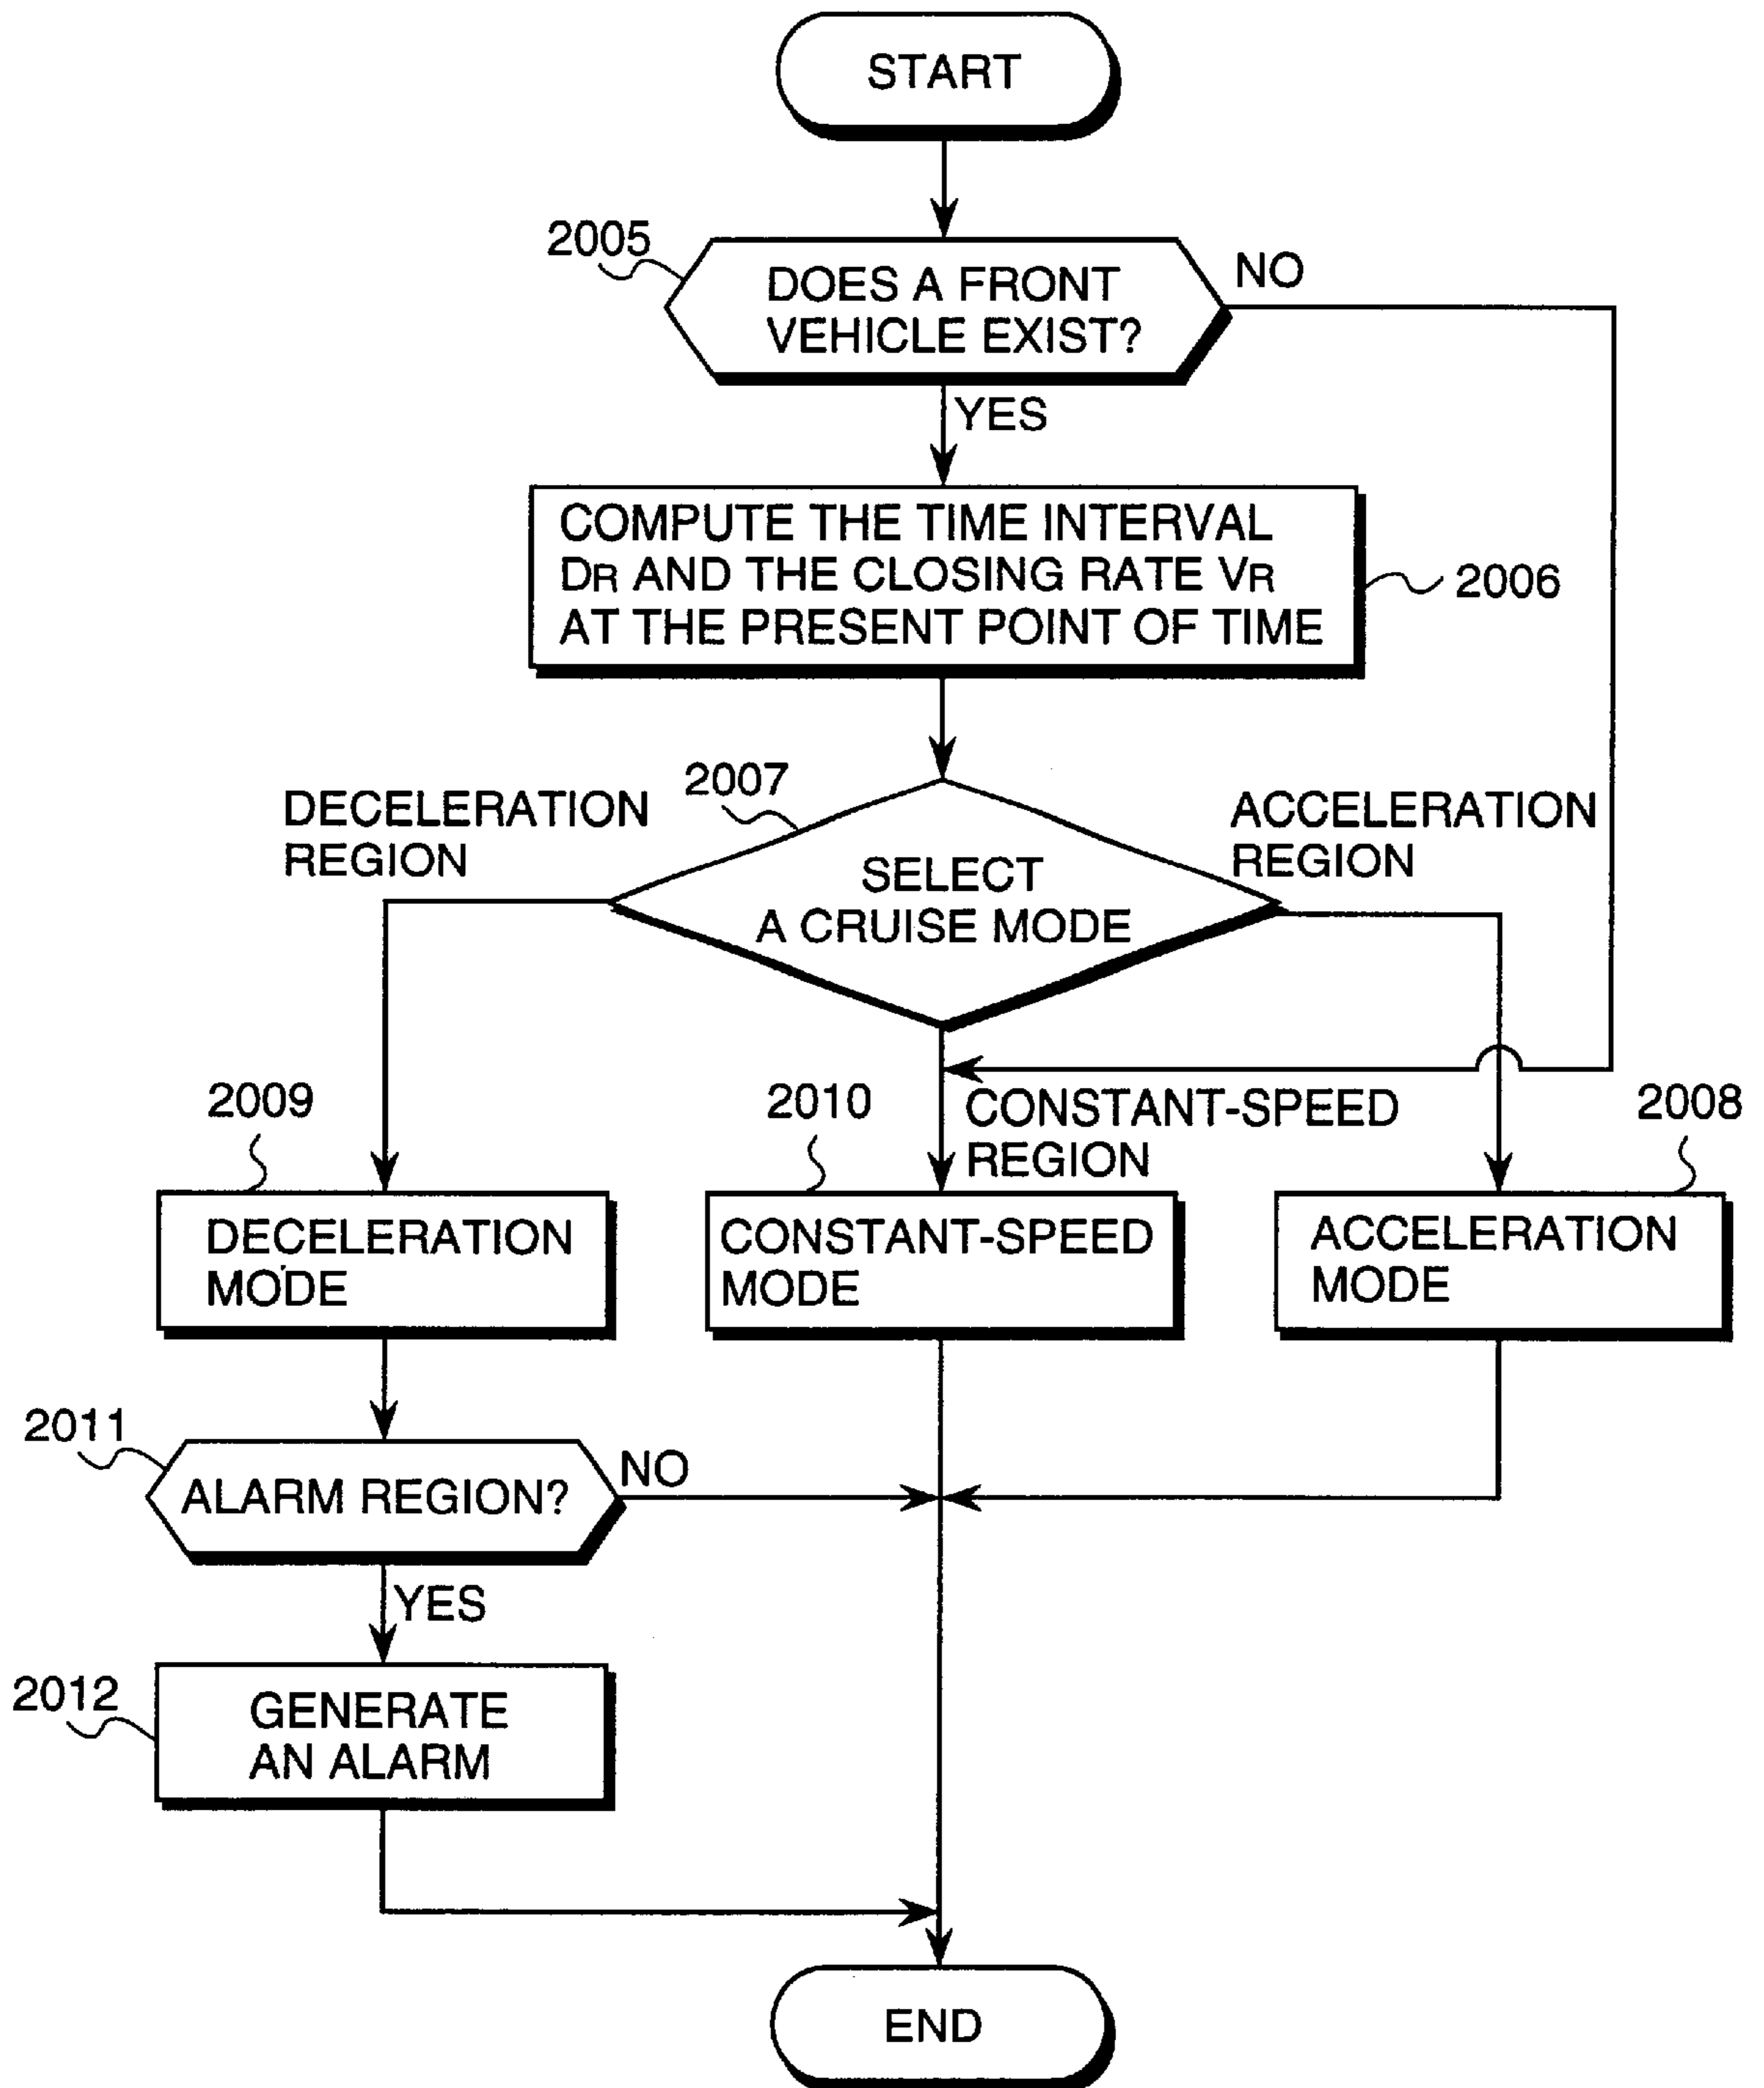 START
2005
DOES A FRONT
VEHICLE EXIST?
NO
YES
COMPUTE THE TIME INTERVAL
DR AND THE CLOSING RATE VR
AT THE PRESENT POINT OF TIME
2006
2007
DECELERATION
REGION
SELECT
A CRUISE MODE
ACCELERATION
REGION
CONSTANT-SPEED
REGION
2009
DECELERATION
MODE
2010
CONSTANT-SPEED
MODE
2008
ACCELERATION
MODE
2011
ALARM REGION?
NO
YES
2012
GENERATE
AN ALARM
END